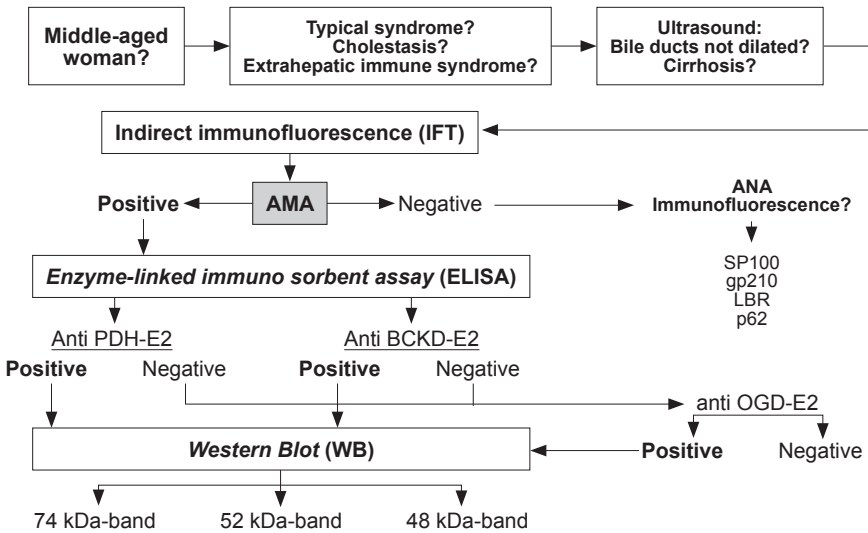 Middle-aged
woman?
Typical syndrome?
Cholestasis?
Extrahepatic immune syndrome?
Ultrasound:
Bile ducts not dilated?
Cirrhosis?
Indirect immunofluorescence (IFT)
Positive
AMA
Negative
ANA
Immunofluorescence?
SP100
gp210
LBR
p62
Enzyme-linked immuno sorbent assay (ELISA)
Anti PDH-E2
Anti BCKD-E2
Positive
Negative
Positive
Negative
anti OGD-E2
Western Blot (WB)
Positive
Negative
74 kDa-band
52 kDa-band
48 kDa-band